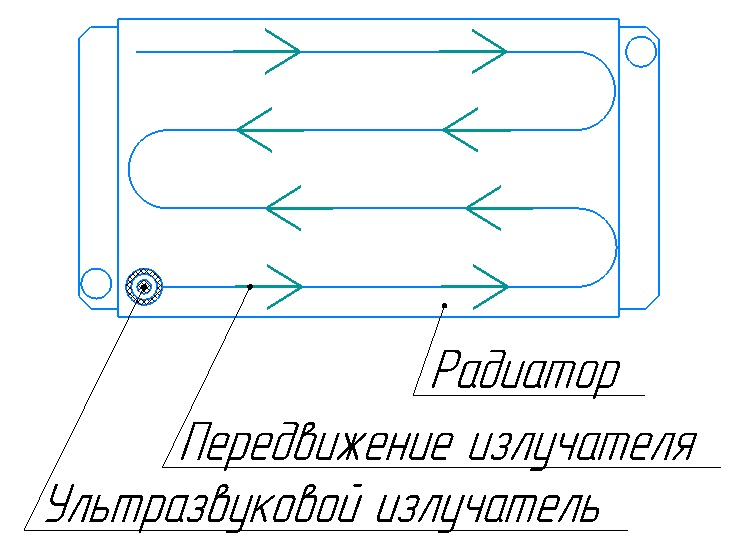 Радиатор
Передвижение излучателя
Ультразвуковой излучатель